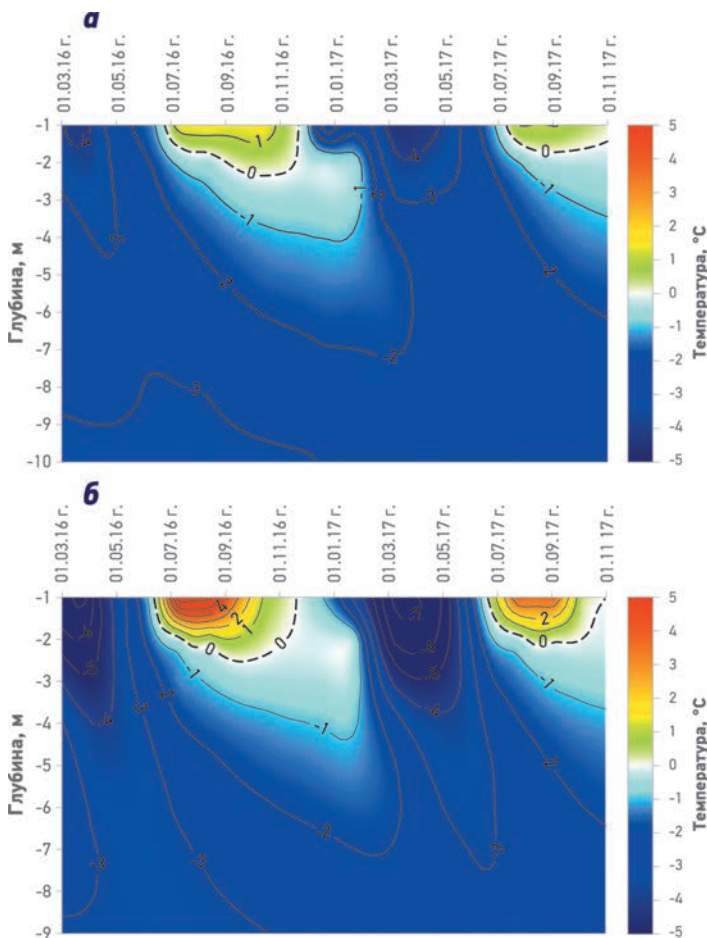 а
01.03.16 г.
01.05.16 г.
01.07.16 г.
01.09.16 г.
01.11.16 г.
01.01.17 г.
01.03.17 г.
01.05.17 г.
01.07.17 г.
01.09.17 г.
01.11 17 г.
Глубина, м
-1
-2
-3
-4
-5
-6
-7
-8
-9
-10
5
4
3
2
1
0
-1
-2
-3
-4
-5
Температура, °C
б
01.03.16 г.
01.05.16 г.
01.07.16 г.
01.09.16 г.
01.11.16 г.
01.01.17 г.
01.03.17 г.
01.05.17 г.
01.07.17 г.
01.09.17 г.
01.11 17 г.
Глубина, м
-1
-2
-3
-4
-5
-6
-7
-8
-9
5
4
3
2
1
0
-1
-2
-3
-4
-5
Температура, °C